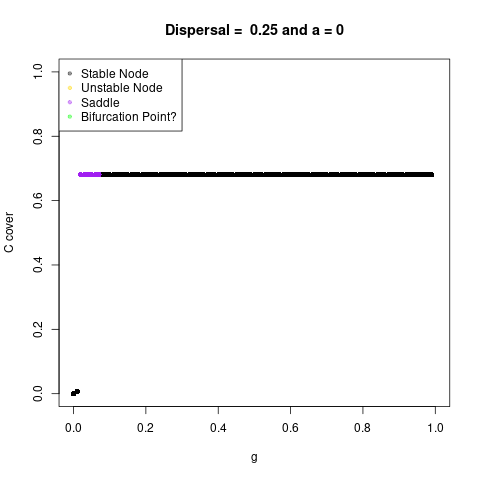 Dispersal = 0.25 and a = 0
Stable Node
Unstable Node
Saddle
Bifurcation Point?
C cover
1.0
0.8
0.6
0.4
0.2
0.0
0.0 0.2 0.4 0.6 0.8 1.0
g